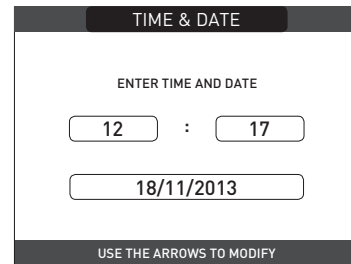 TIME & DATE
ENTER TIME AND DATE
12 : 17
18/11/2013
USE THE ARROWS TO MODIFY